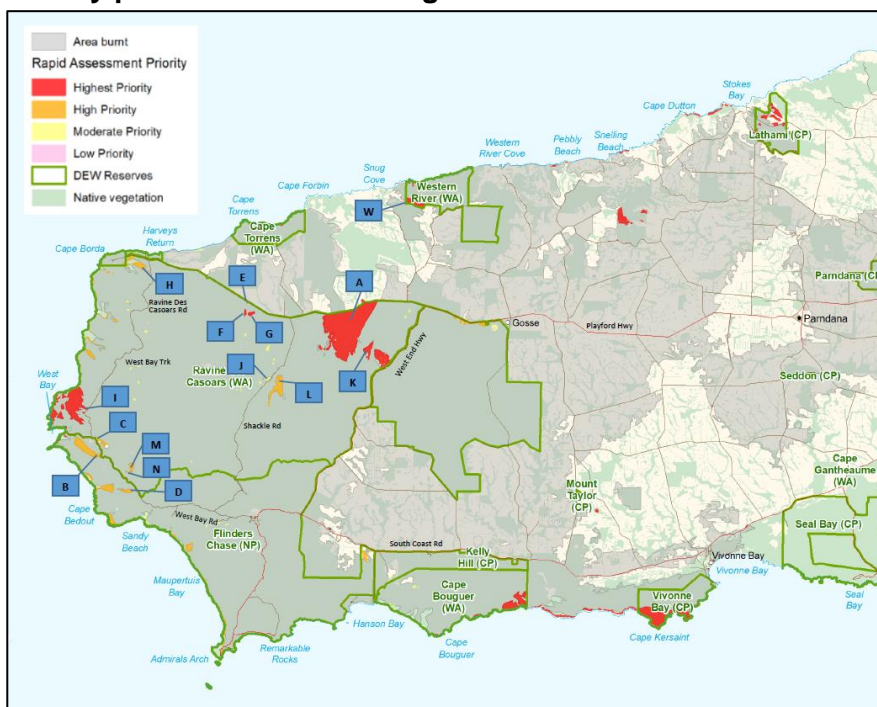 Area burnt
Rapid Assessment Priority
Highest Priority
High Priority
Moderate Priority
Low Priority
DEW Reserves
Native vegetation
Stokes
Bay
Cape Dutton
Lathami (CP)
Snelling
Beach
Pebbly
Beach
Western
River Cove
Snug
Cove
Cape Forbin
Western
River (WA)
W
Cape
Torrens
Cape
Torrens
(WA)
Harveys
Return
Cape Borda
H
Ravine Des
Casoars Rd
E
A
F
G
Parndana (C
Gosse
Playford Hwy
Parndana
West End Hwy
K
West Bay Trk
J
Ravine
Casoars (WA)
L
Seddon (CP)
West
Bay
I
C
Shackle Rd
M
N
B
D
Cape
Gantheaume
(WA)
Mount
Taylor
(CP)
Cape
Bedout
West Bay Rd
Seal Bay (CP)
Sandy
Beach
Flinders
Chase (NP)
South Coast Rd
Kelly
Hill (CP)
Vivonne Bay
Vivonne Bay
Maupertuis
Bay
Cape
Bouguer
(WA)
Vivonne
Bay (CP)
Seal
Bay
Hanson Bay
Cape Kersaint
Cape
Bouguer
Remarkable
Rocks
Admirals Arch